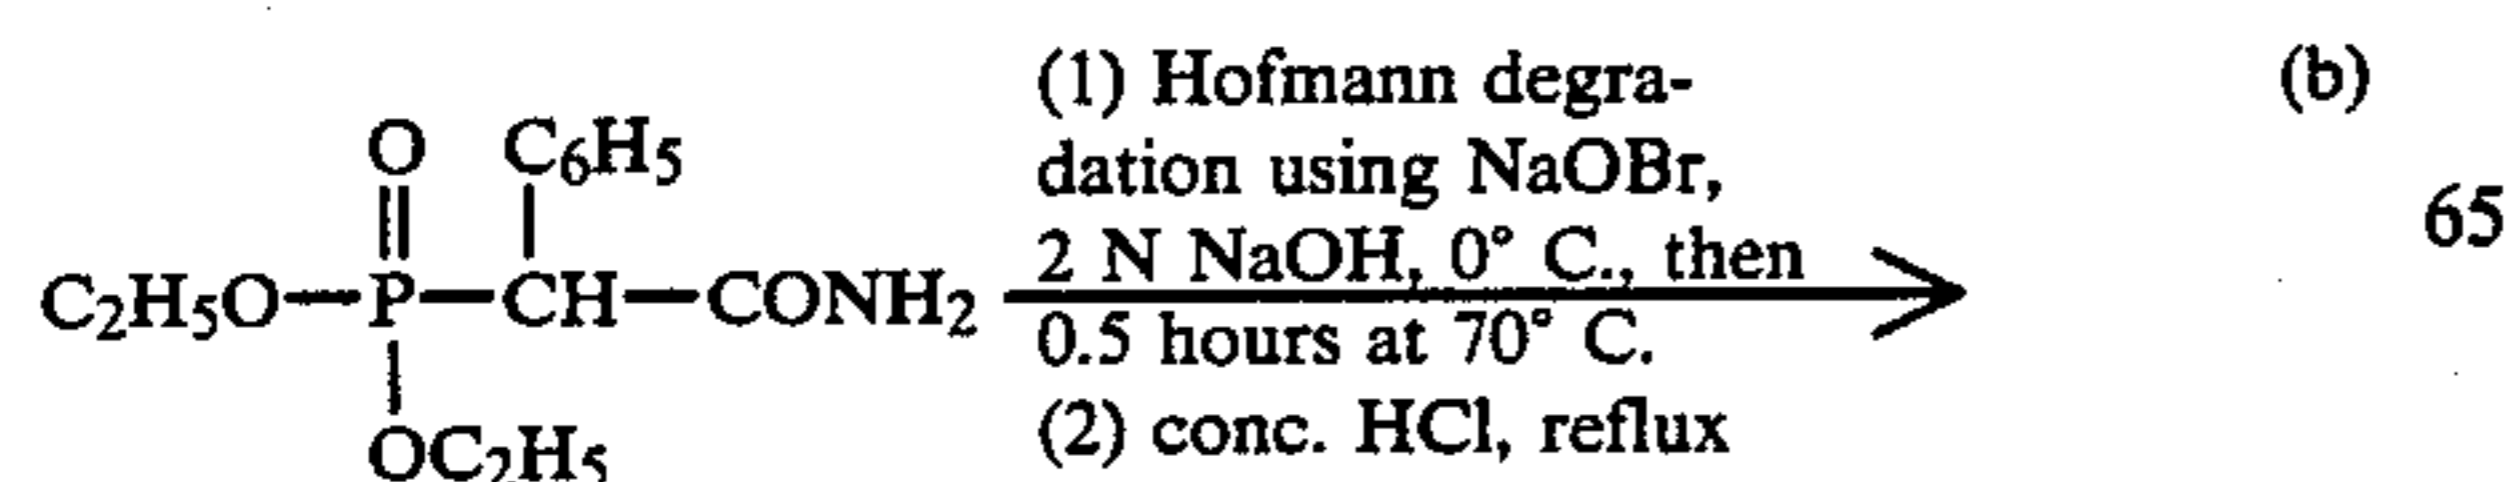 (1) Hofmann degra- (b)
O C6H5 dation using NaOBr,
65
2 N NaOH, 0° C., then
C2H5O—P—CH—CONH2
0.5 hours at 70° C.
OC2H5 (2) conc. HCl, reflux